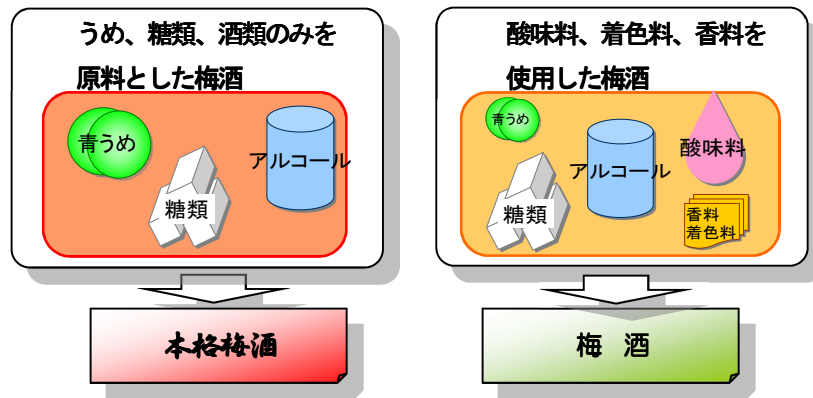 うめ、糖類、酒類のみを
原料とした梅酒
青うめ
アルコール
糖類
本格梅酒
酸味料、着色料、香料を
使用した梅酒
青うめ
アルコール
酸味料
糖類
香料
着色料
梅 酒